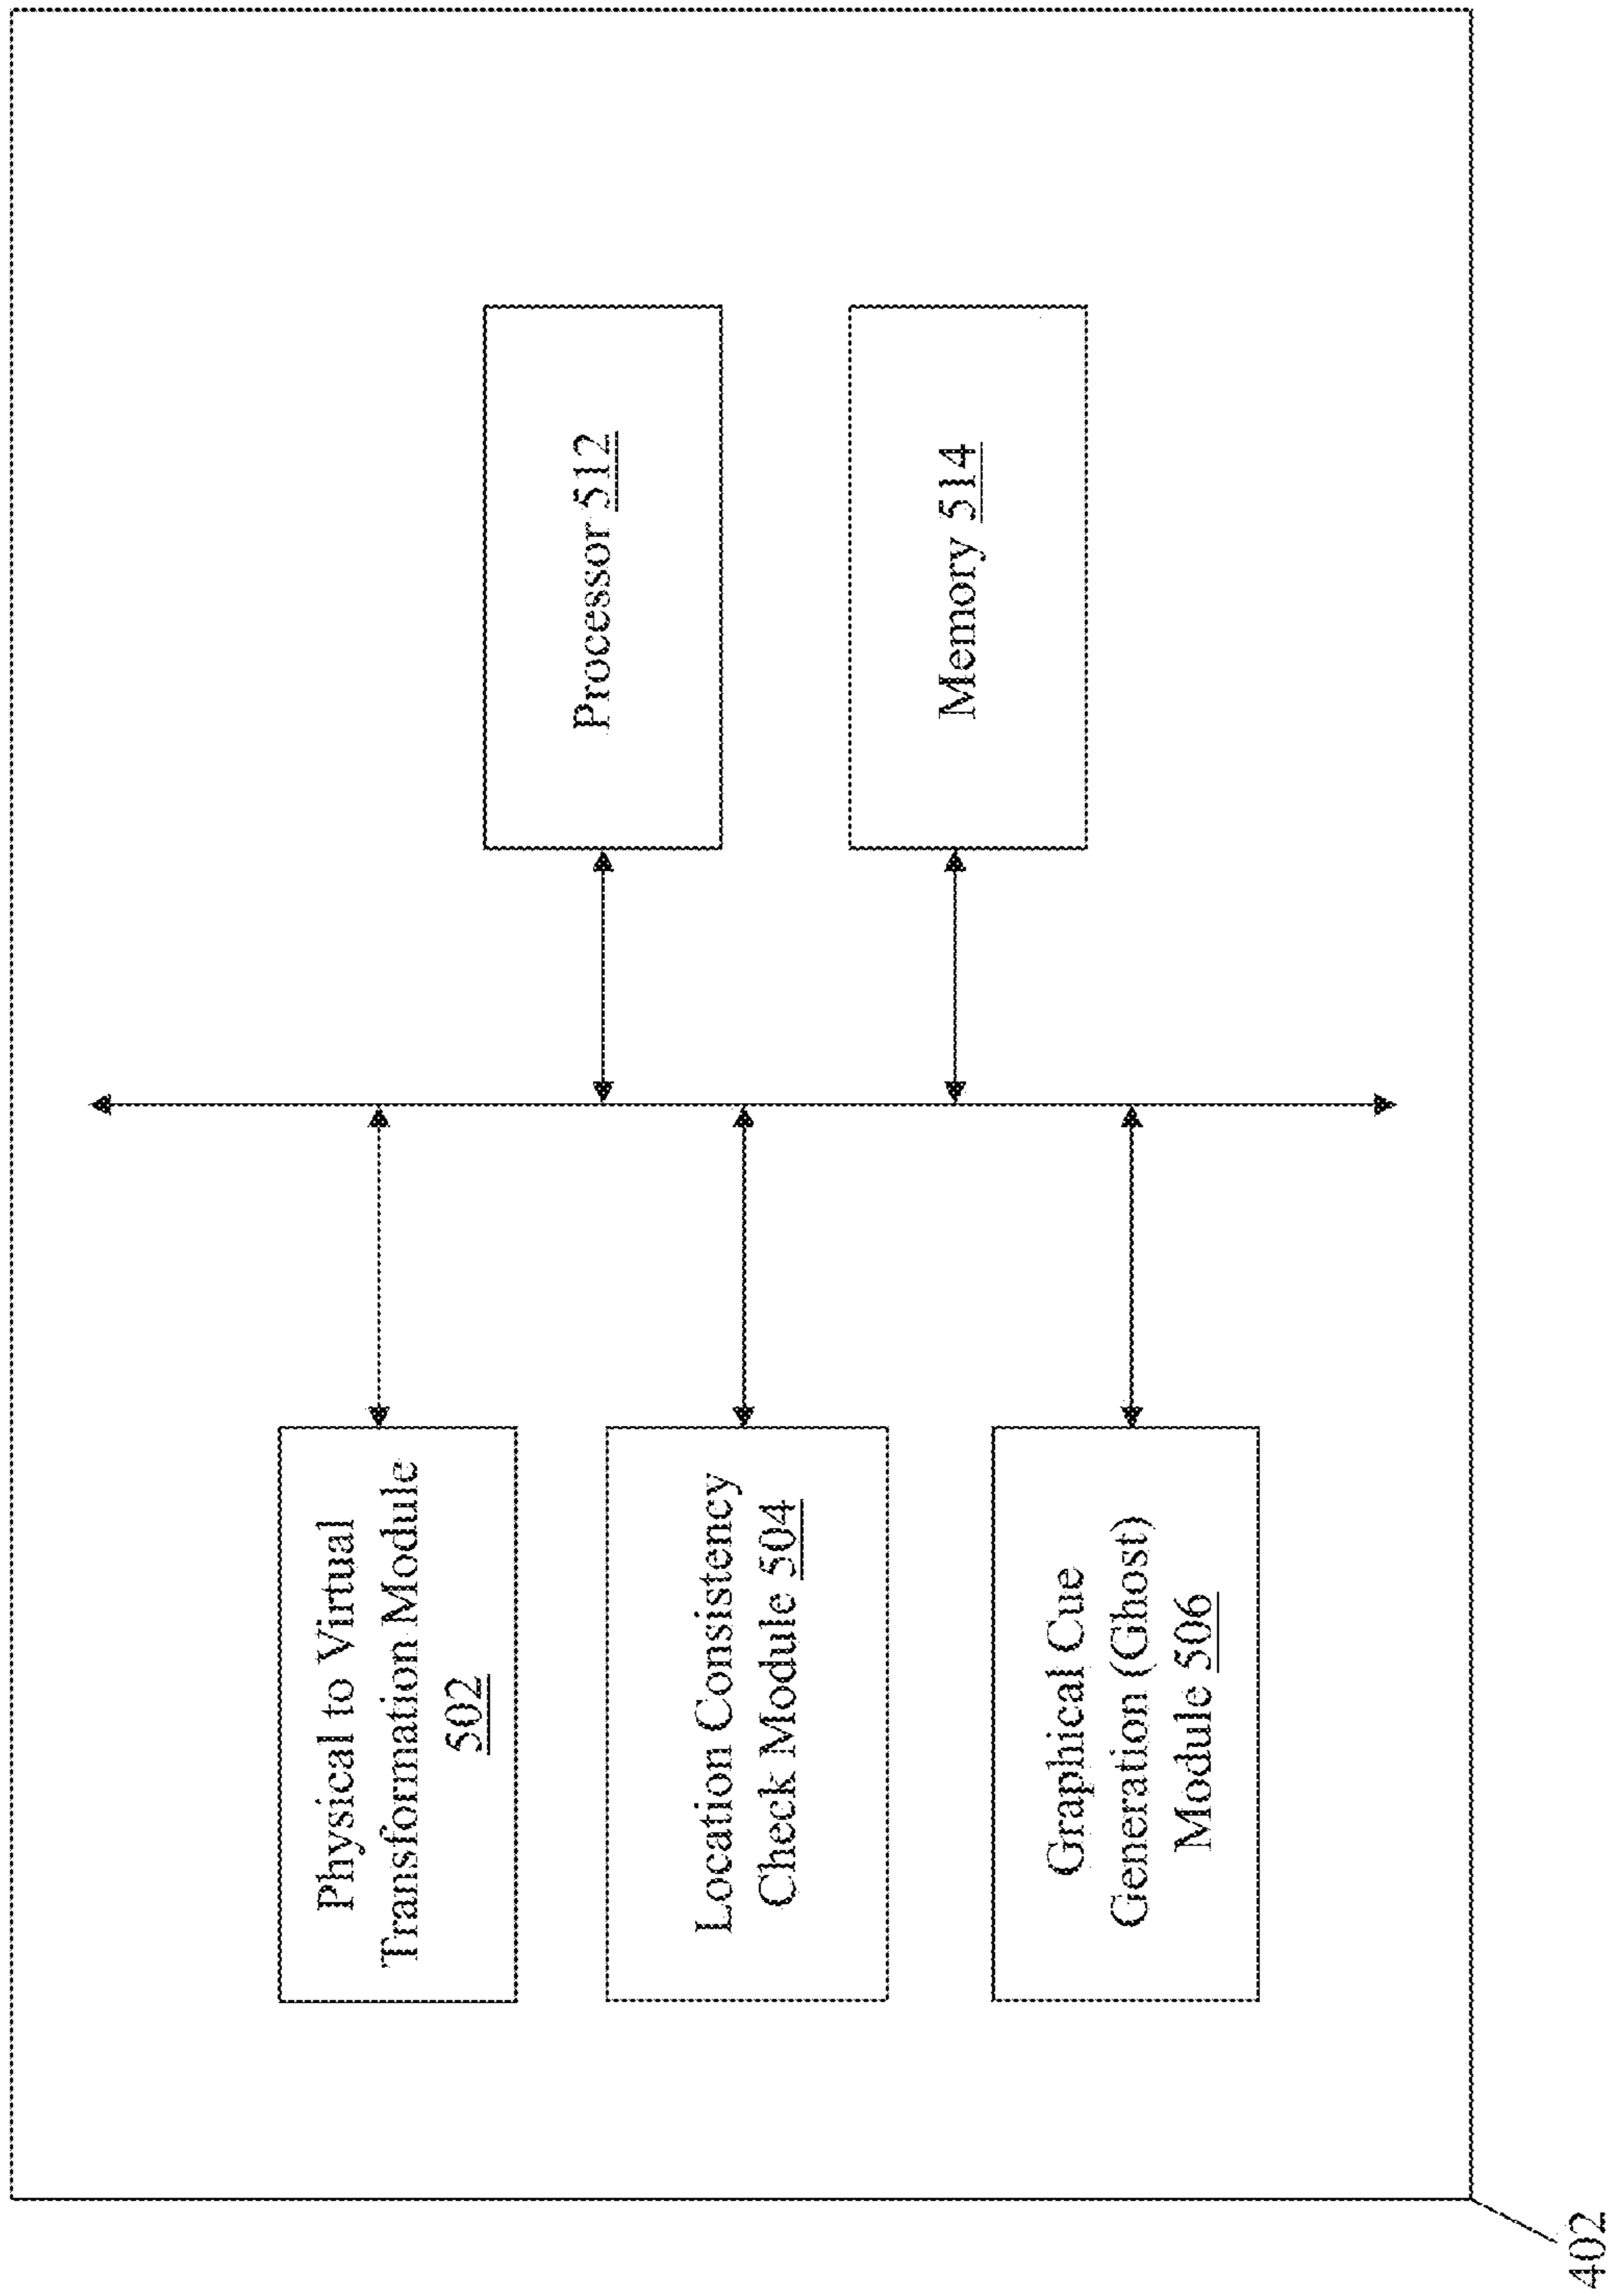 Physical to Virtual
Transformation Module
502
Location Consistency
Check Module 504
Graphical Cue
Generation (Ghost)
Module 506
Processor 512
Memory 514
402